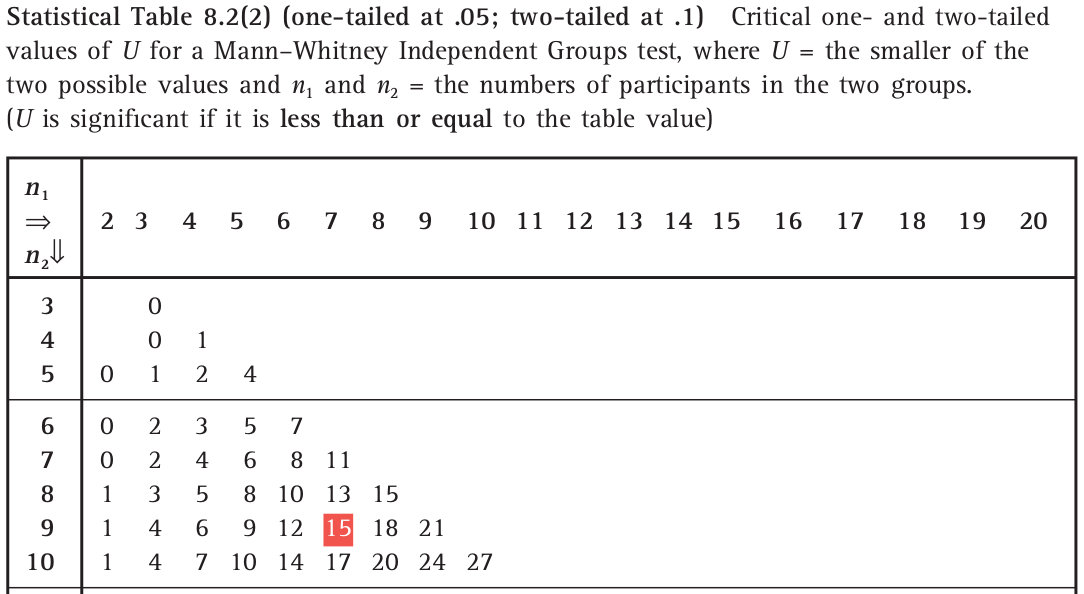 Statistical Table 8.2(2) (one-tailed at .05; two-tailed at .1) Critical one- and two-tailed
values of U for a Mann–Whitney Independent Groups test, where U = the smaller of the
two possible values and n₁ and n₂ = the numbers of participants in the two groups.
(U is significant if it is less than or equal to the table value)
n₁
⇒ 2 3 4 5 6 7 8 9 10 11 12 13 14 15 16 17 18 19 20
n₂⇓
3 0
4 0 1
5 0 1 2 4
6 0 2 3 5 7
7 0 2 4 6 8 11
8 1 3 5 8 10 13 15
9 1 4 6 9 12 15 18 21
10 1 4 7 10 14 17 20 24 27